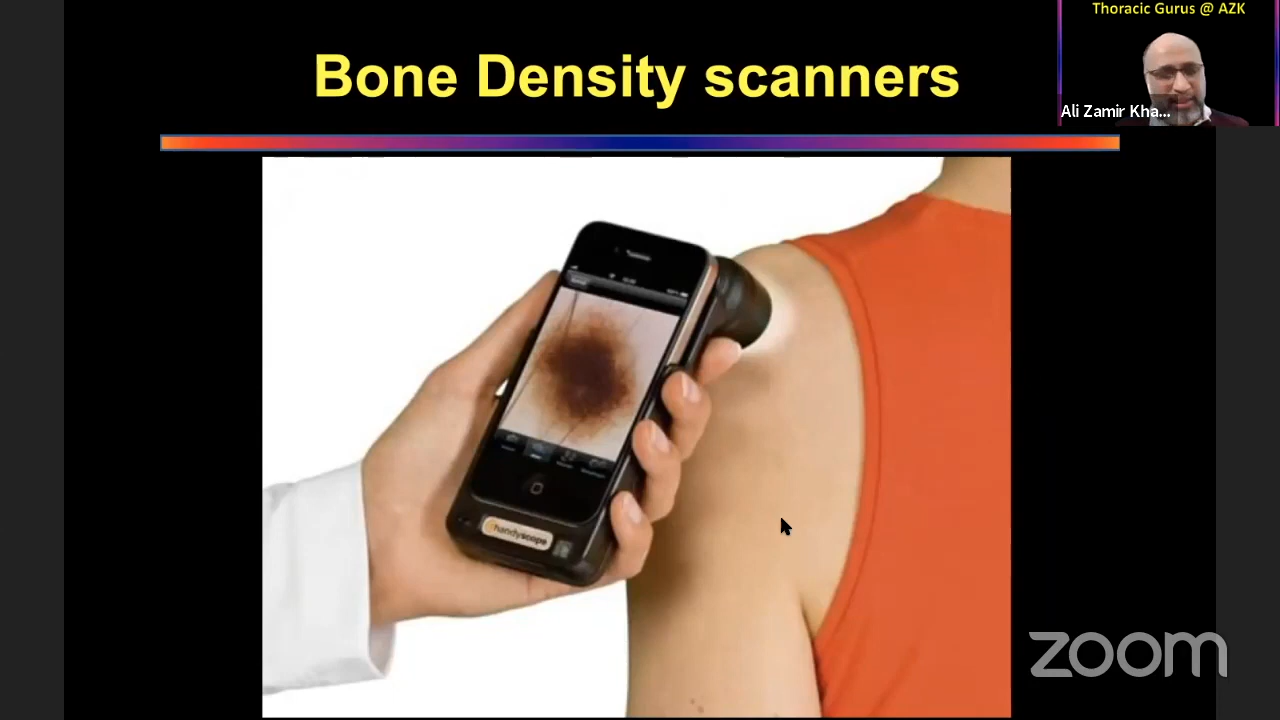 Thoracic Gurus @ AZK
Bone Density scanners
Ali Zamir Kha...
handyscope
zoom